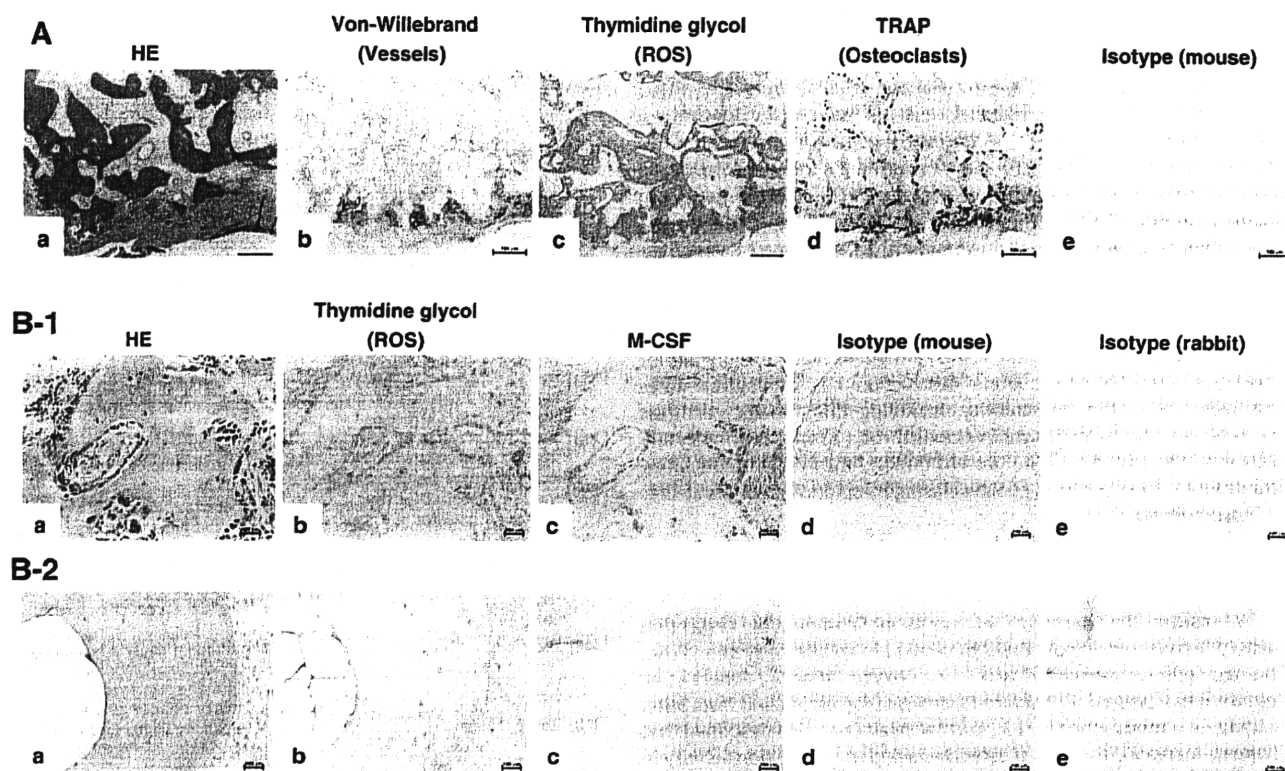 A
HE
Von-Willebrand
(Vessels)
Thymidine glycol
(ROS)
TRAP
(Osteoclasts)
Isotype (mouse)
a
b
c
d
e
B-1
HE
Thymidine glycol
(ROS)
M-CSF
Isotype (mouse)
Isotype (rabbit)
a
b
c
d
e
B-2
a
b
c
d
e